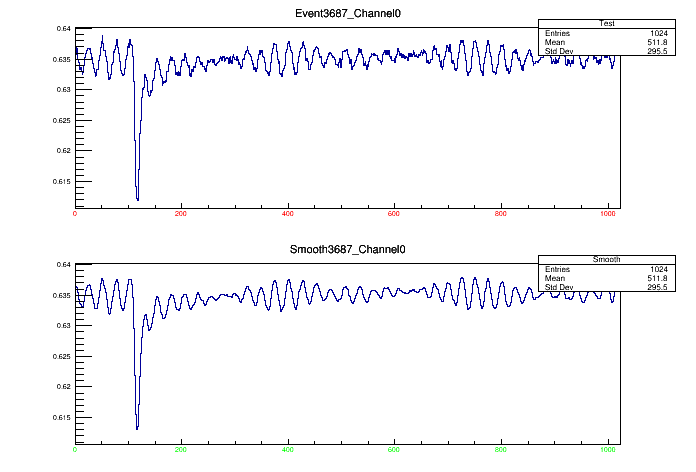 Event3687_Channel0
Test
Entries 1024
Mean 511.8
Std Dev 295.5
0.64
0.635
0.63
0.625
0.62
0.615
0 200 400 600 800 1000
Smooth3687_Channel0
Smooth
Entries 1024
Mean 511.8
Std Dev 295.5
0.64
0.635
0.63
0.625
0.62
0.615
0 200 400 600 800 1000